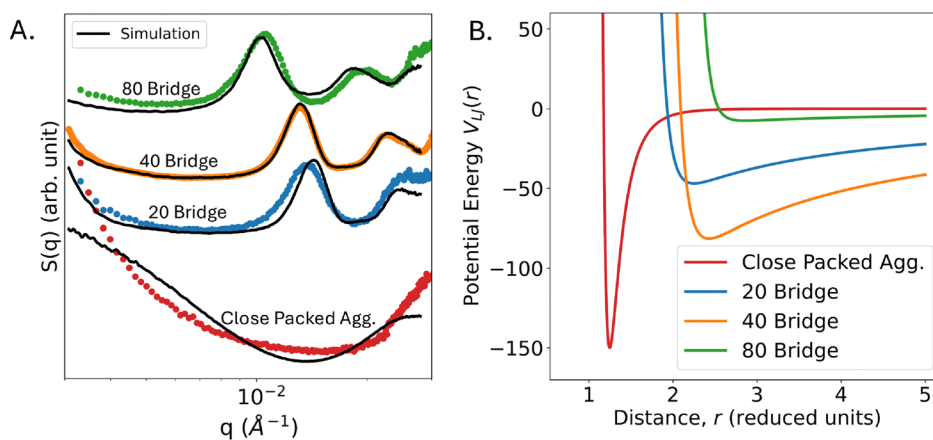 A.
Simulation
80 Bridge
40 Bridge
20 Bridge
Close Packed Agg.
S(q) (arb. unit)
10⁻²
q (Å⁻¹)
B.
50
0
−50
−100
−150
Potential Energy V_LJ(r)
Close Packed Agg.
20 Bridge
40 Bridge
80 Bridge
1 2 3 4 5
Distance, r (reduced units)